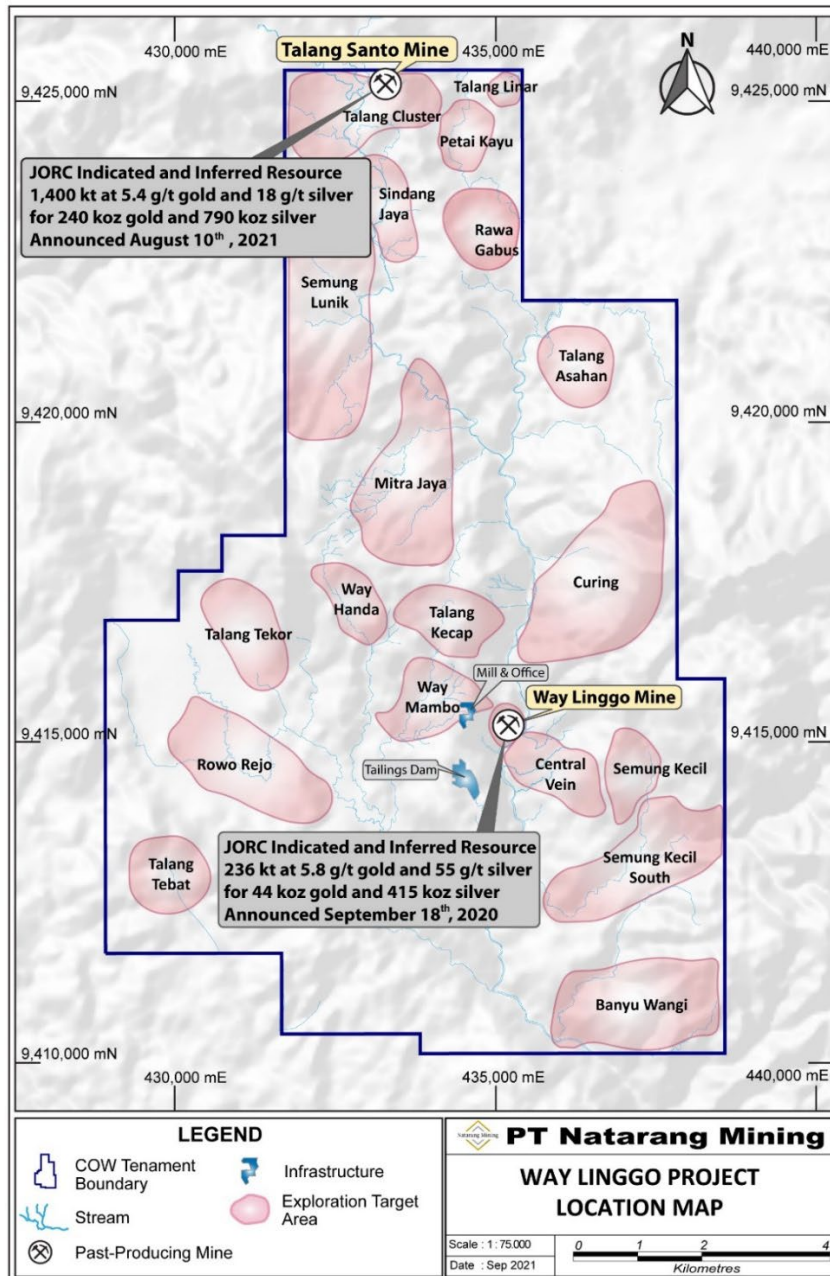 430,000 mE
435,000 mE
440,000 mE
Talang Santo Mine
N
9,425,000 mN
9,425,000 mN
Talang Linar
Talang Cluster
Petai Kayu
JORC Indicated and Inferred Resource
1,400 kt at 5.4 g/t gold and 18 g/t silver
for 240 koz gold and 790 koz silver
Announced August 10th , 2021
Sindang
Jaya
Rawa
Gabus
Semung
Lunik
Talang
Asahan
9,420,000 mN
9,420,000 mN
Mitra Jaya
Curing
Way
Handa
Talang
Kecap
Talang Tekor
Mill & Office
Way
Mambo
Way Linggo Mine
9,415,000 mN
9,415,000 mN
Rowo Rejo
Tailings Dam
Central
Vein
Semung Kecil
JORC Indicated and Inferred Resource
236 kt at 5.8 g/t gold and 55 g/t silver
for 44 koz gold and 415 koz silver
Announced September 18th, 2020
Semung Kecil
South
Talang
Tebat
Banyu Wangi
9,410,000 mN
9,410,000 mN
430,000 mE
435,000 mE
440,000 mE
LEGEND
COW Tenament
Boundary
Infrastructure
Stream
Exploration Target
Area
Past-Producing Mine
Natarang Mining
PT Natarang Mining
WAY LINGGO PROJECT
LOCATION MAP
Scale : 1 : 75.000
Date : Sep 2021
0 1 2 4
Kilometres